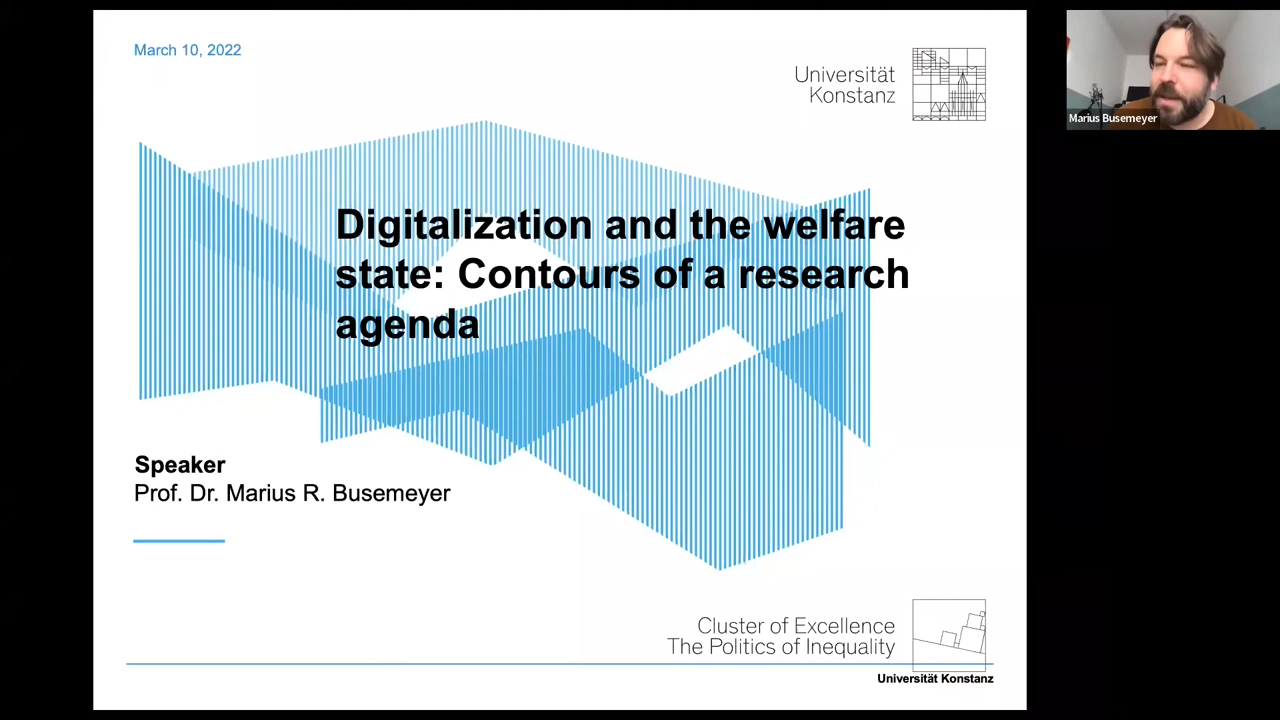 March 10, 2022
Universität
Konstanz
Marius Busemeyer
Digitalization and the welfare
state: Contours of a research
agenda
Speaker
Prof. Dr. Marius R. Busemeyer
Cluster of Excellence
The Politics of Inequality
Universität Konstanz